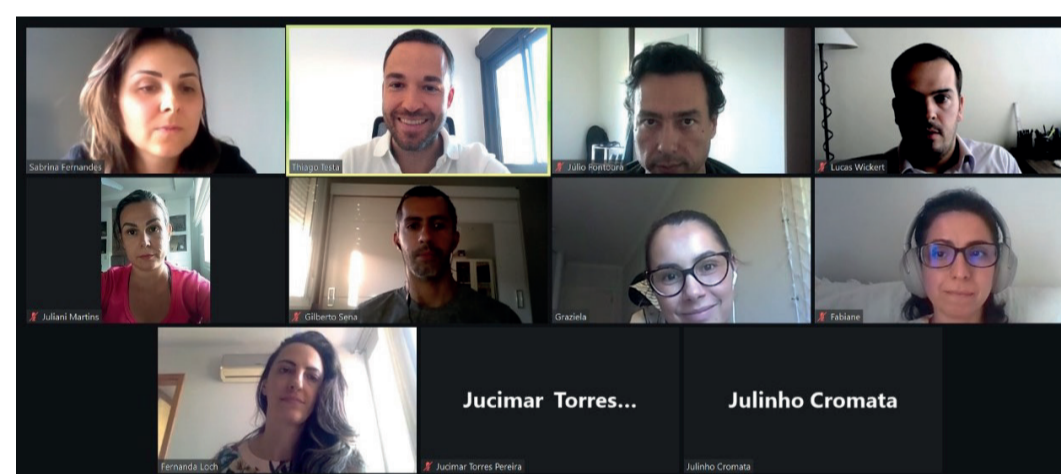 Sabrina Fernandes
Thiago Testa
Júlio Fontoura
Lucas Wickert
Juliani Martins
Gilberto Sena
Graziela
Fabiane
Jucimar Torres...
Julinho Cromata
Fernanda Loch
Jucimar Torres Pereira
Julinho Cromata